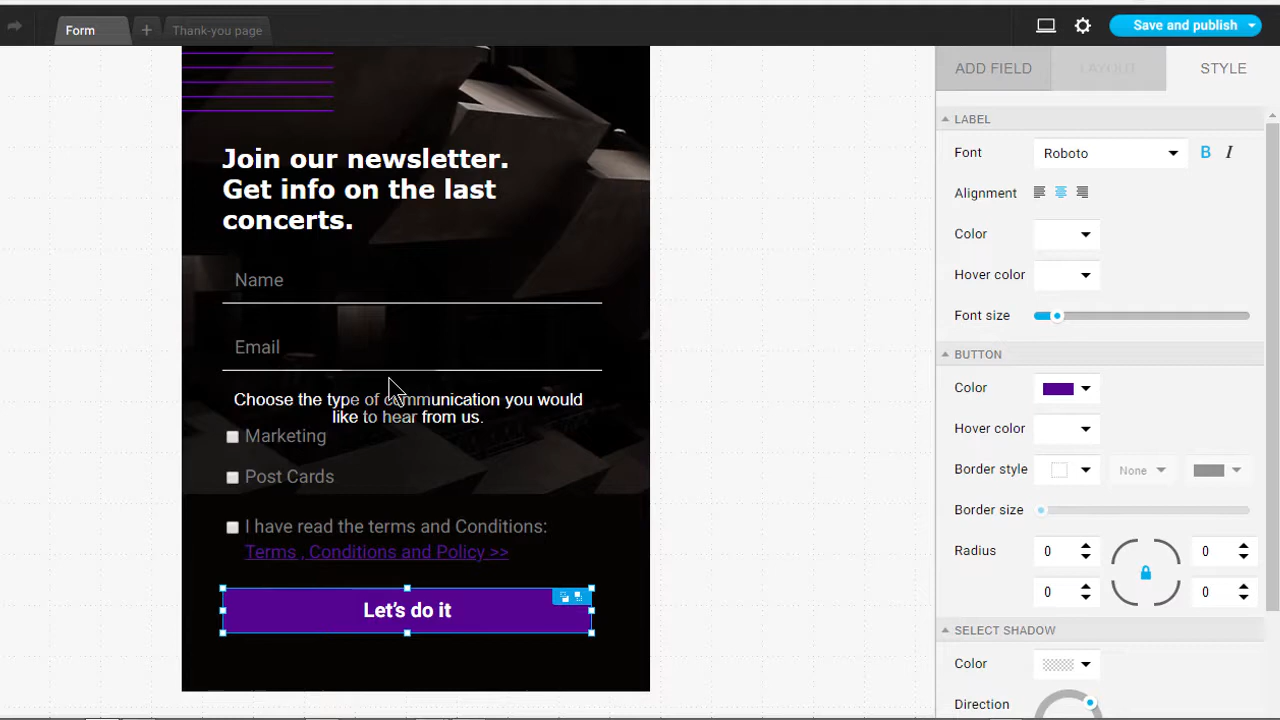 Form
+
Thank-you page
Save and publish
ADD FIELD
LAYOUT
STYLE
Join our newsletter.
Get info on the last
concerts.
Name
Email
Choose the type of communication you would
like to hear from us.
Marketing
Post Cards
I have read the terms and Conditions:
Terms , Conditions and Policy >>
Let's do it
LABEL
Font
Roboto
B I
Alignment
Color
Hover color
Font size
BUTTON
Color
Hover color
Border style
None
Border size
Radius
0
0
0
0
SELECT SHADOW
Color
Direction